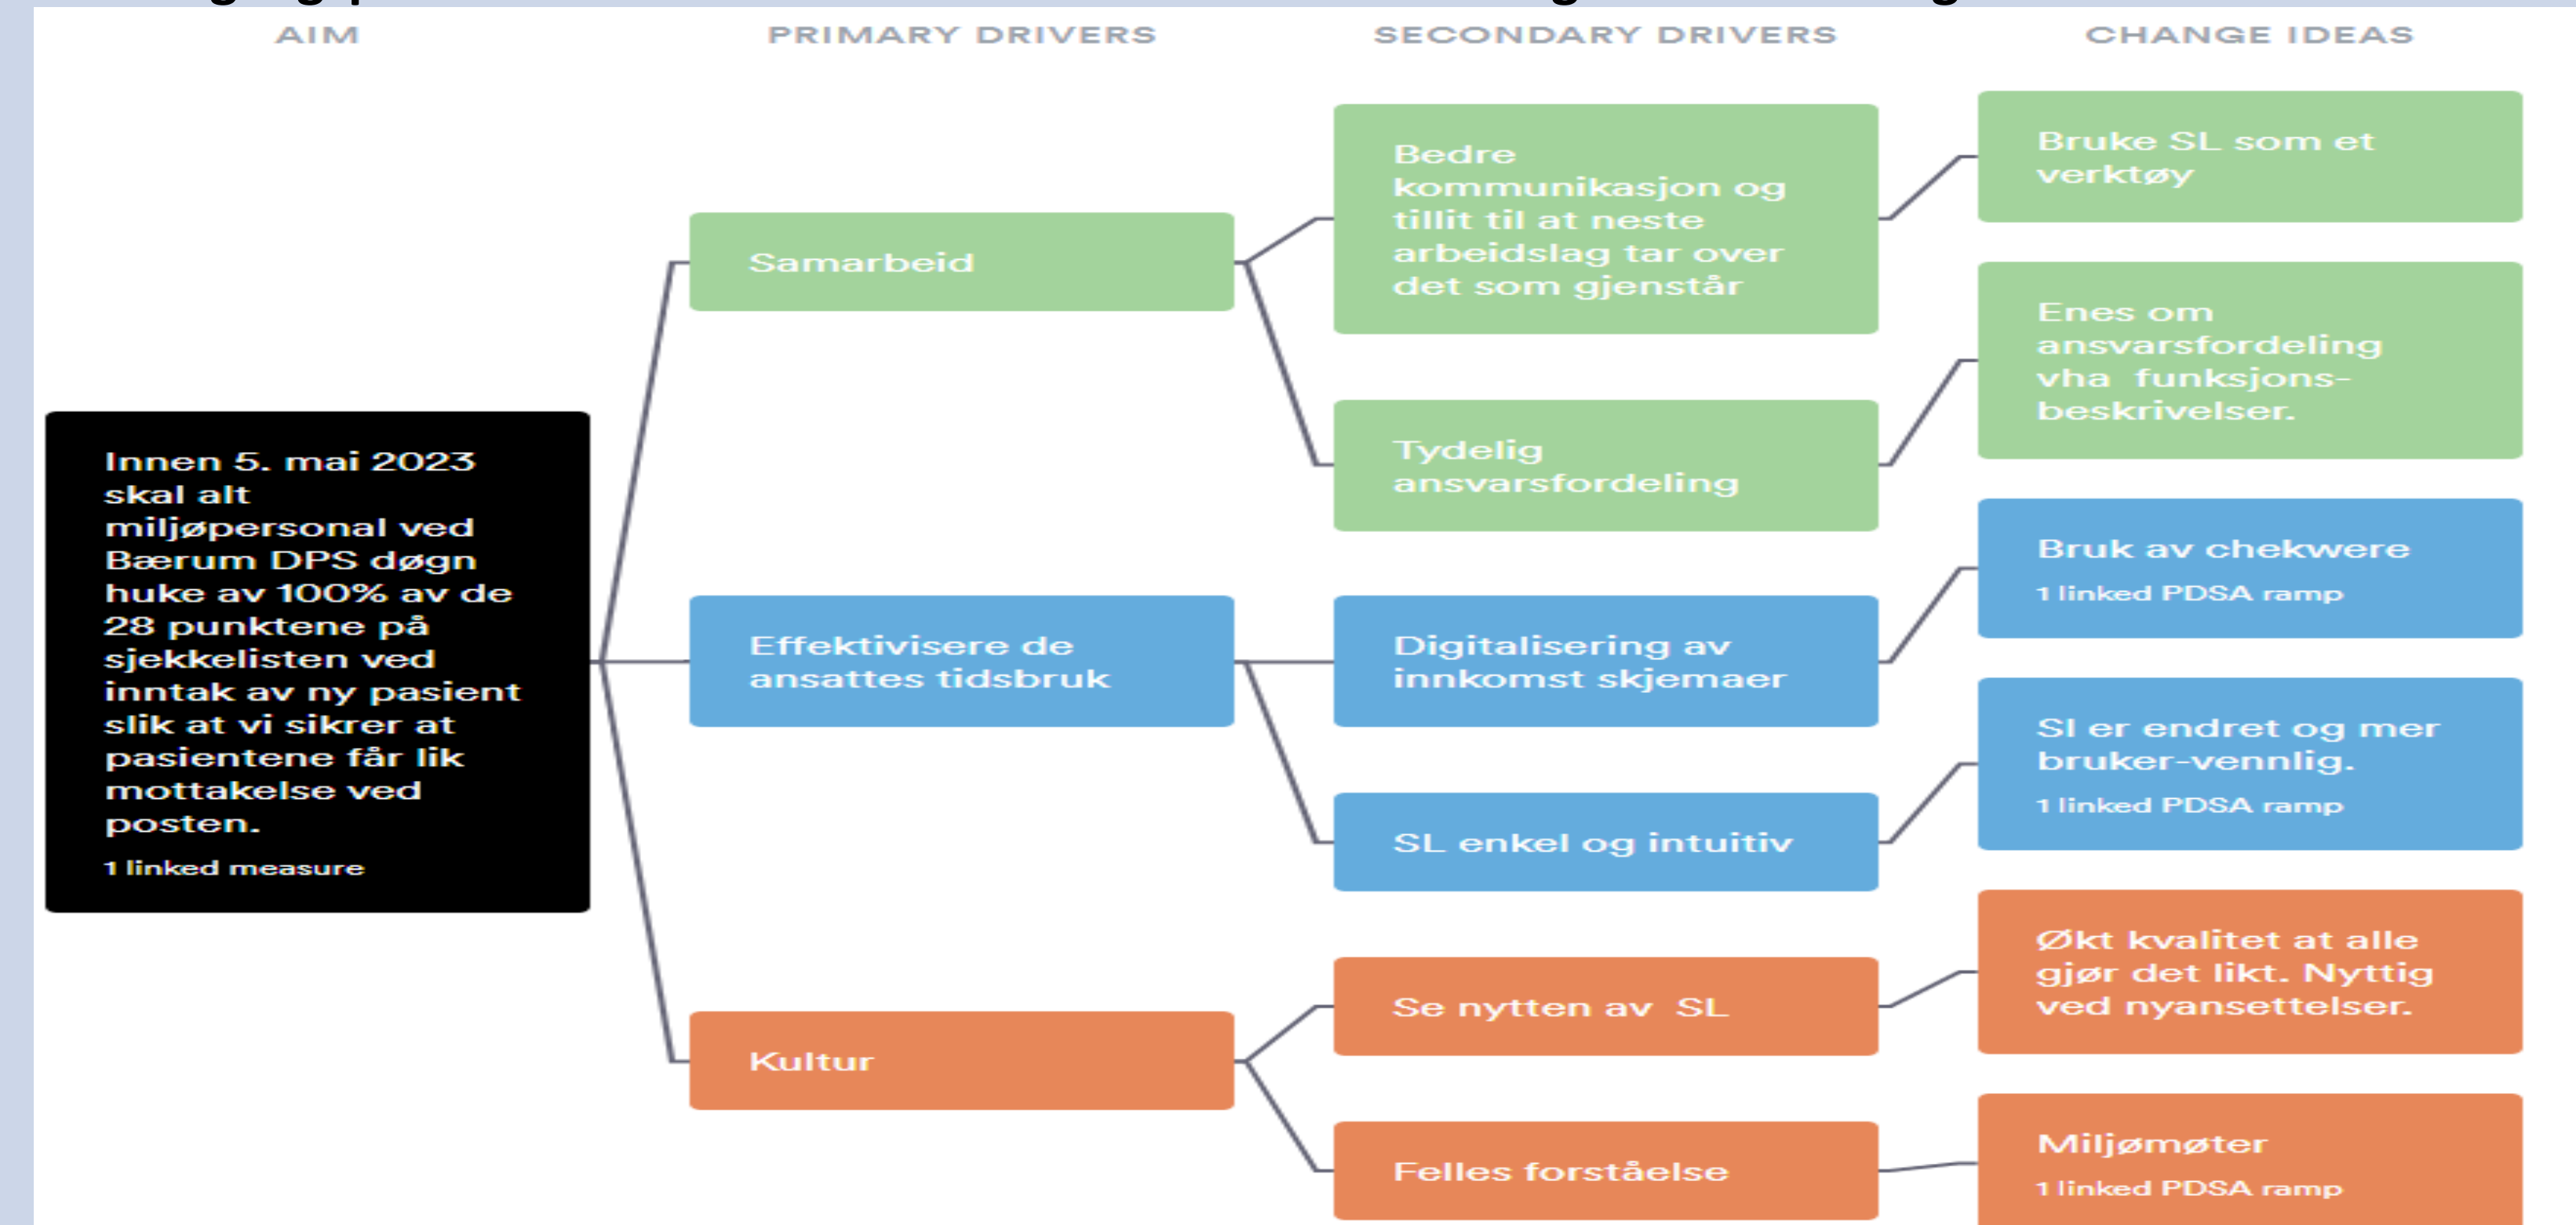 AIM
PRIMARY DRIVERS
SECONDARY DRIVERS
CHANGE IDEAS
Innen 5. mai 2023
skal alt
miljøpersonal ved
Bærum DPS døgn
huke av 100% av de
28 punktene på
sjekkelisten ved
inntak av ny pasient
slik at vi sikrer at
pasientene får lik
mottakelse ved
posten.
1 linked measure
Samarbeid
Effektivisere de
ansattes tidsbruk
Kultur
Bedre
kommunikasjon og
tillit til at neste
arbeidslag tar over
det som gjenstår
Tydelig
ansvarsfordeling
Digitalisering av
innkomst skjemaer
SL enkel og intuitiv
Se nytten av SL
Felles forståelse
Bruke SL som et
verktøy
Enes om
ansvarsfordeling
vha funksjons-
beskrivelser.
Bruk av chekwere
1 linked PDSA ramp
Sl er endret og mer
bruker-vennlig.
1 linked PDSA ramp
Økt kvalitet at alle
gjør det likt. Nyttig
ved nyansettelser.
Miljømøter
1 linked PDSA ramp